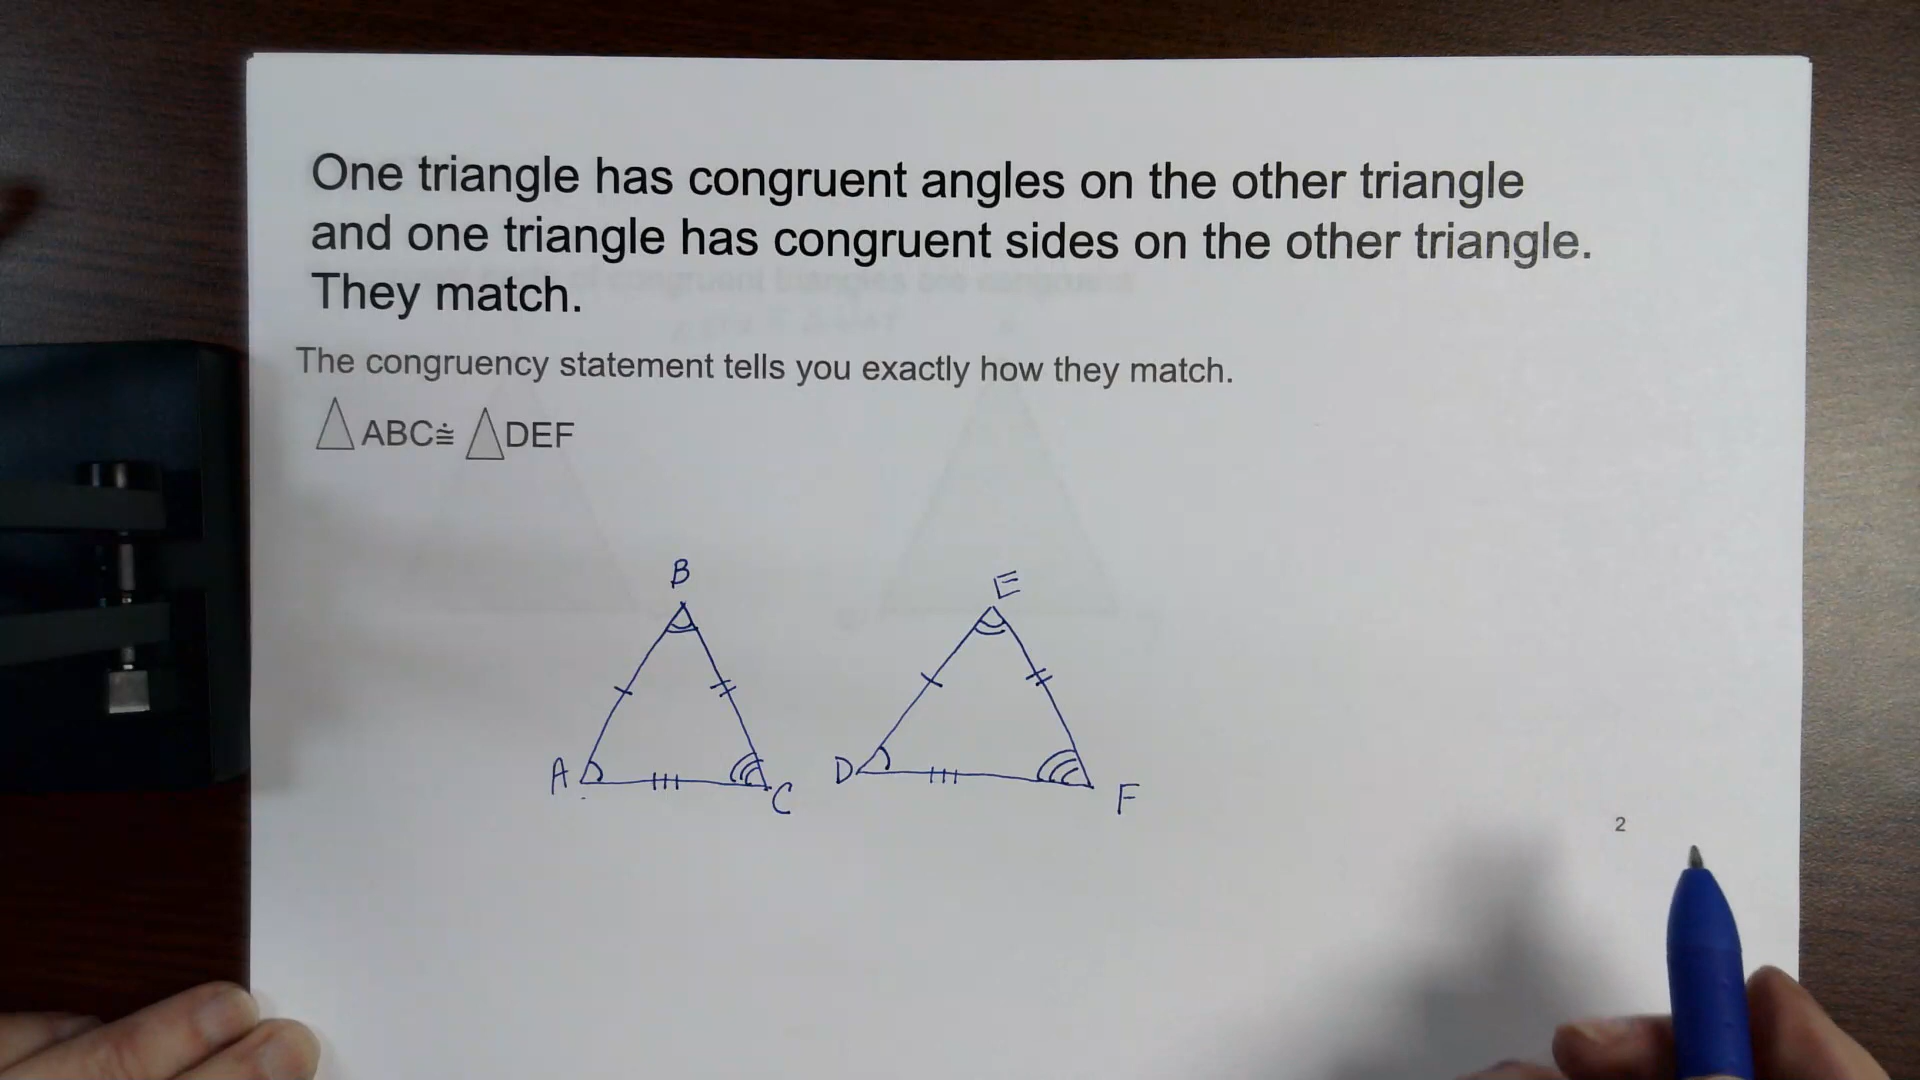 One triangle has congruent angles on the other triangle
and one triangle has congruent sides on the other triangle.
They match.
The congruency statement tells you exactly how they match.
△ABC≅△DEF
B
E
A
C
D
F
2